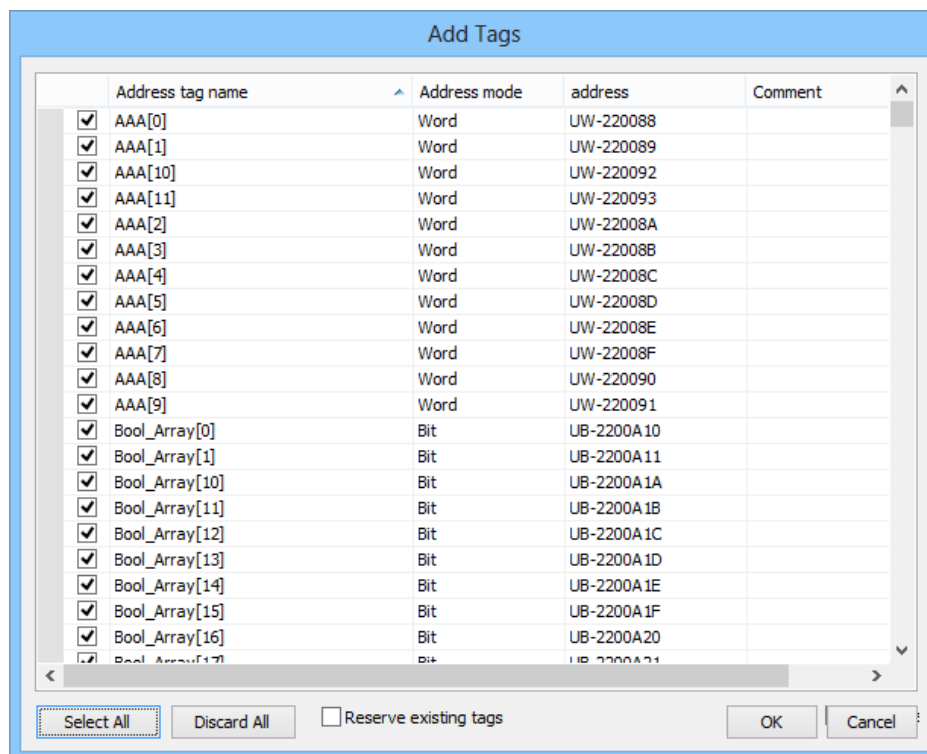 Add Tags
Address tag name Address mode address Comment
AAA[0] Word UW-220088
AAA[1] Word UW-220089
AAA[10] Word UW-220092
AAA[11] Word UW-220093
AAA[2] Word UW-22008A
AAA[3] Word UW-22008B
AAA[4] Word UW-22008C
AAA[5] Word UW-22008D
AAA[6] Word UW-22008E
AAA[7] Word UW-22008F
AAA[8] Word UW-220090
AAA[9] Word UW-220091
Bool_Array[0] Bit UB-2200A10
Bool_Array[1] Bit UB-2200A11
Bool_Array[10] Bit UB-2200A1A
Bool_Array[11] Bit UB-2200A1B
Bool_Array[12] Bit UB-2200A1C
Bool_Array[13] Bit UB-2200A1D
Bool_Array[14] Bit UB-2200A1E
Bool_Array[15] Bit UB-2200A1F
Bool_Array[16] Bit UB-2200A20
Bool_Array[17] Bit UB-2200A21
Select All Discard All Reserve existing tags OK Cancel